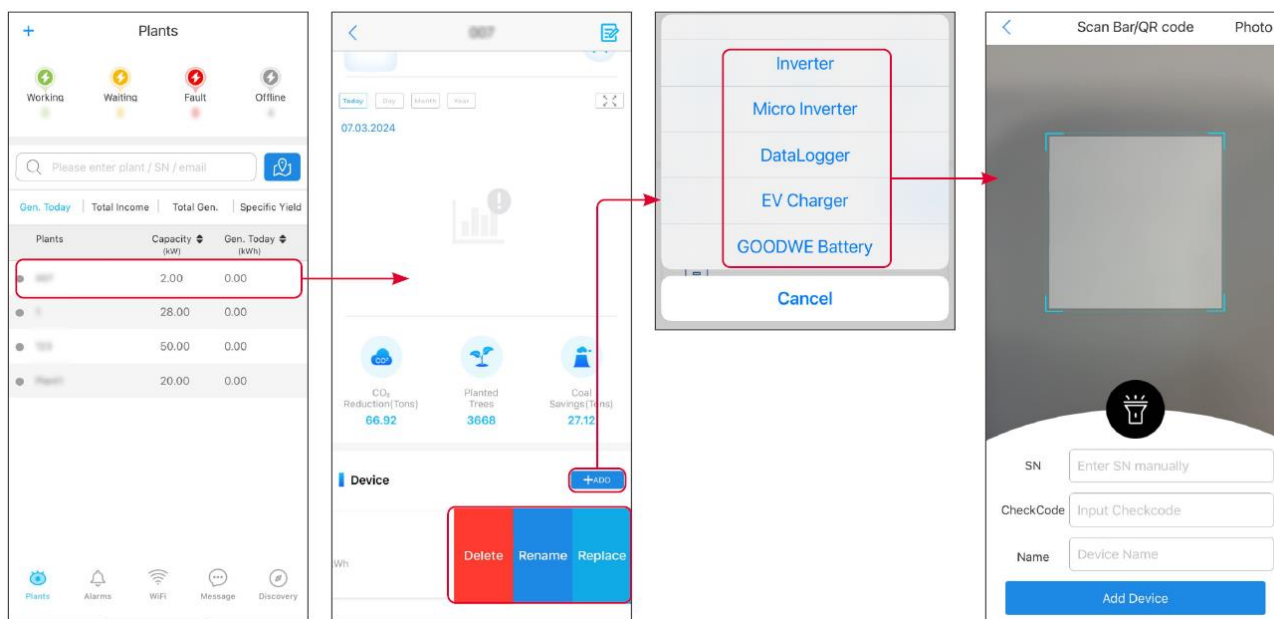 Plants
Working
Waiting
Fault
Offline
Please enter plant / SN / email
Gen. Today
Total Income
Total Gen.
Specific Yield
Plants
Capacity
(kW)
Gen. Today
(kWh)
2.00
0.00
28.00
0.00
50.00
0.00
20.00
0.00
Plants
Alarms
WiFi
Message
Discovery
007
Today
Day
Month
Year
07.03.2024
CO₂
CO₂
Reduction(Tons)
66.92
Planted
Trees
3668
Coal
Savings(Tons)
27.12
Device
+ADD
Wh
Delete
Rename
Replace
Inverter
Micro Inverter
DataLogger
EV Charger
GOODWE Battery
Cancel
Scan Bar/QR code
Photo
SN
Enter SN manually
CheckCode
Input Checkcode
Name
Device Name
Add Device